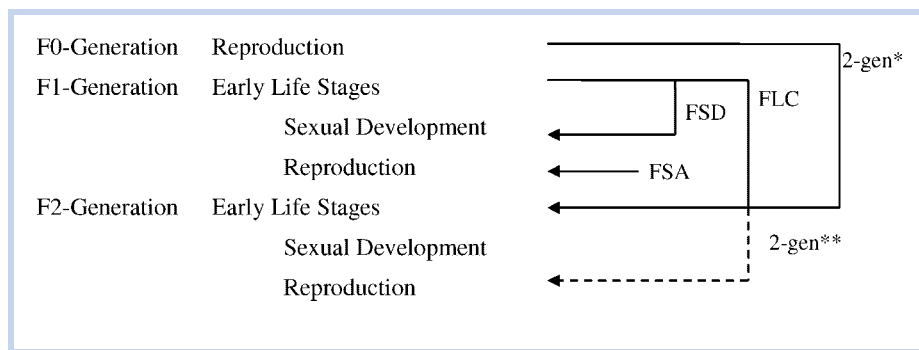 F0-Generation Reproduction
2-gen*
F1-Generation Early Life Stages
FSD FLC
Sexual Development
Reproduction
FSA
F2-Generation Early Life Stages
Sexual Development
2-gen**
Reproduction